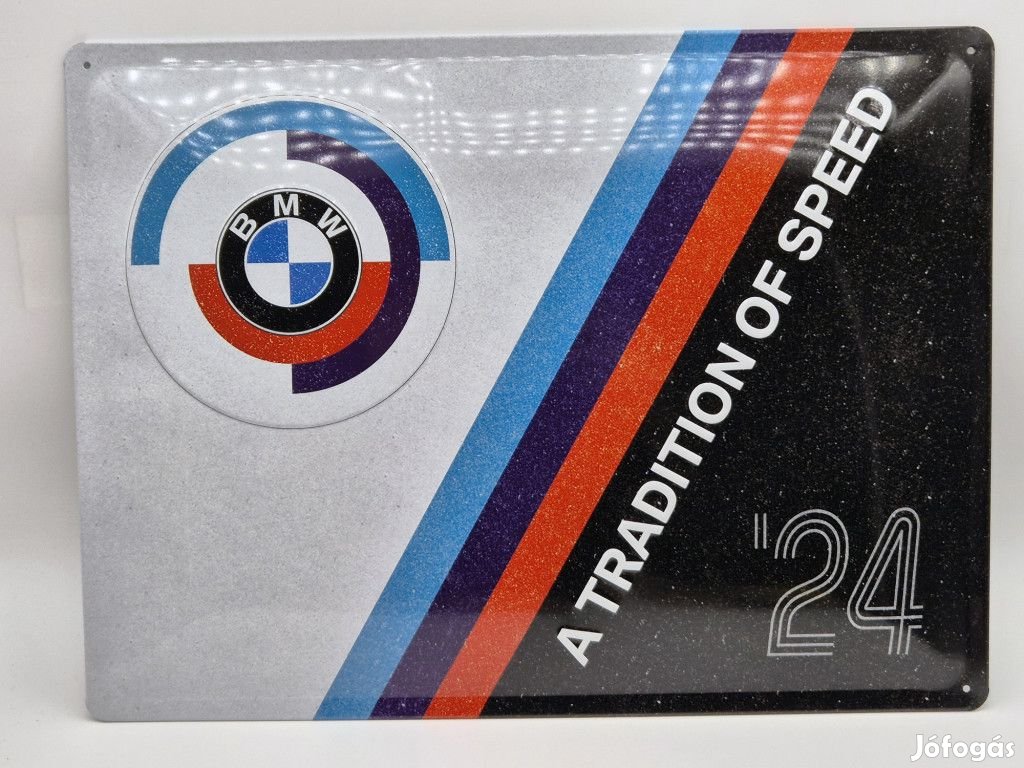 BMW
A TRADITION OF SPEED
'24
Jófogás